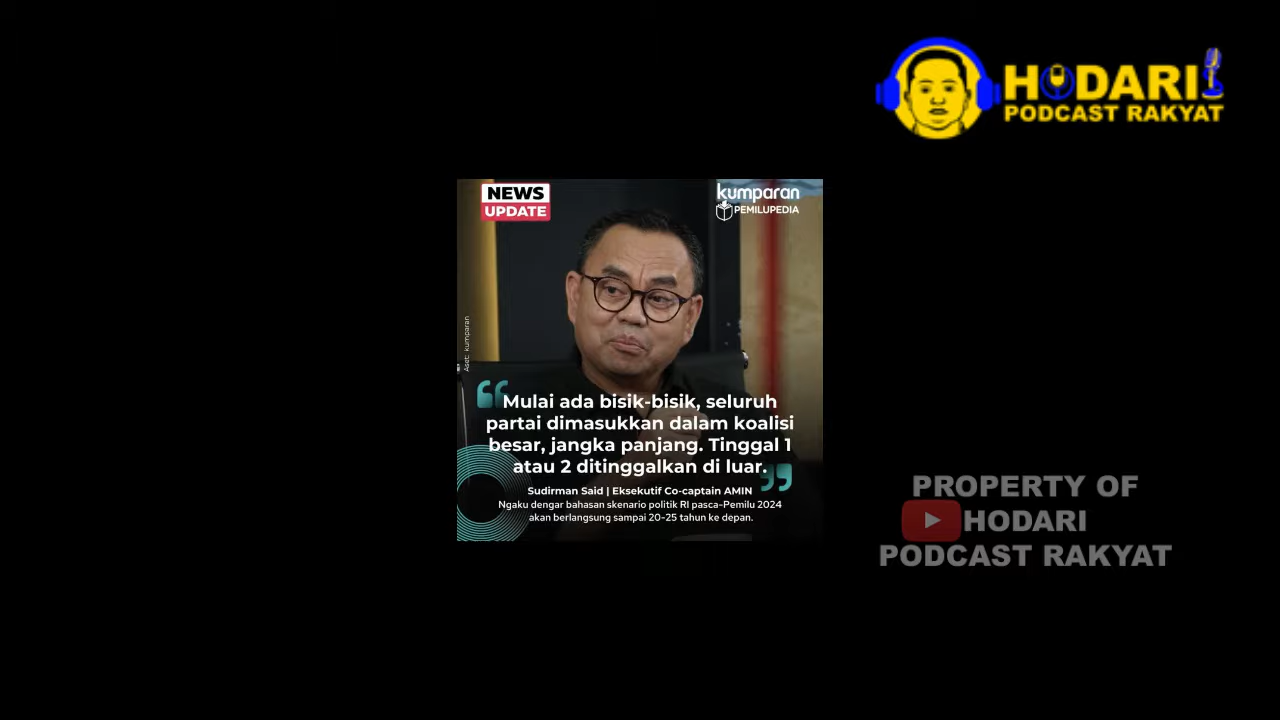 HODARI
PODCAST RAKYAT
NEWS
UPDATE
kumparan
PEMILUPEDIA
Aset: kumparan
Mulai ada bisik-bisik, seluruh
partai dimasukkan dalam koalisi
besar, jangka panjang. Tinggal 1
atau 2 ditinggalkan di luar.
Sudirman Said | Eksekutif Co-captain AMIN
Ngaku dengar bahasan skenario politik RI pasca-Pemilu 2024
akan berlangsung sampai 20-25 tahun ke depan.
PROPERTY OF
HODARI
PODCAST RAKYAT